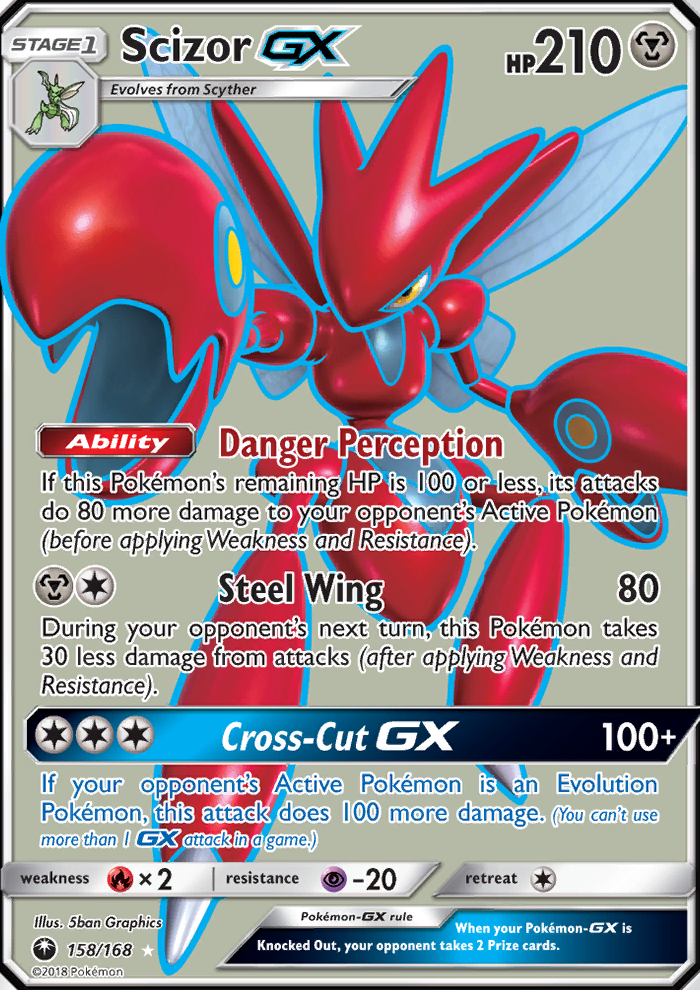 STAGE1
Scizor GX
HP210
Evolves from Scyther
Ability Danger Perception
If this Pokémon's remaining HP is 100 or less, its attacks
do 80 more damage to your opponent's Active Pokémon
(before applying Weakness and Resistance).
Steel Wing 80
During your opponent's next turn, this Pokémon takes
30 less damage from attacks (after applying Weakness and
Resistance).
Cross-Cut GX 100+
If your opponent's Active Pokémon is an Evolution
Pokémon, this attack does 100 more damage. (You can't use
more than 1 GX attack in a game.)
weakness ×2 resistance -20 retreat
Illus. 5ban Graphics
158/168
©2018 Pokémon
Pokémon-GX rule
When your Pokémon-GX is
Knocked Out, your opponent takes 2 Prize cards.